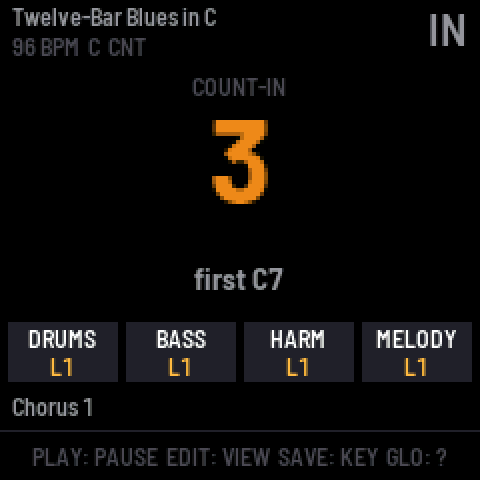 Twelve-Bar Blues in C
IN
96 BPM C CNT
COUNT-IN
3
first C7
DRUMS BASS HARM MELODY
L1 L1 L1 L1
Chorus 1
PLAY: PAUSE EDIT: VIEW SAVE: KEY GLO: ?